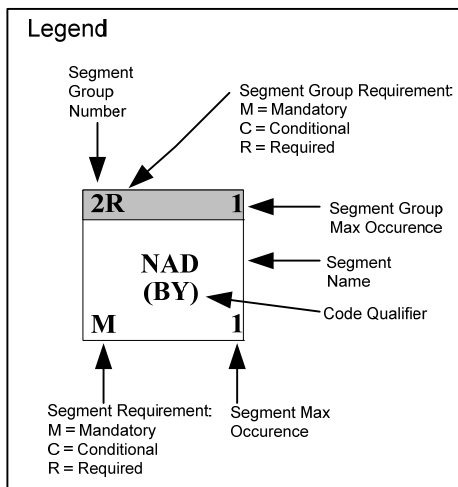 Legend
Segment
Group
Number
Segment Group Requirement:
M = Mandatory
C = Conditional
R = Required
2R 1
Segment Group
Max Occurence
NAD
(BY)
Segment
Name
Code Qualifier
M 1
Segment Requirement:
M = Mandatory
C = Conditional
R = Required
Segment Max
Occurence